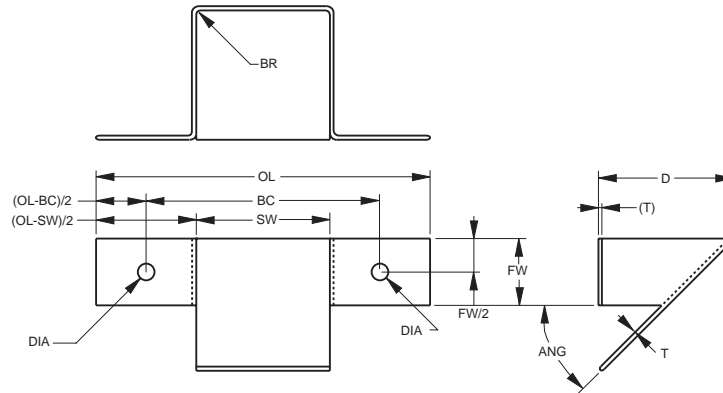 BR
OL
D
(OL-BC)/2
BC
(T)
(OL-SW)/2
SW
FW
FW/2
DIA
DIA
ANG
T